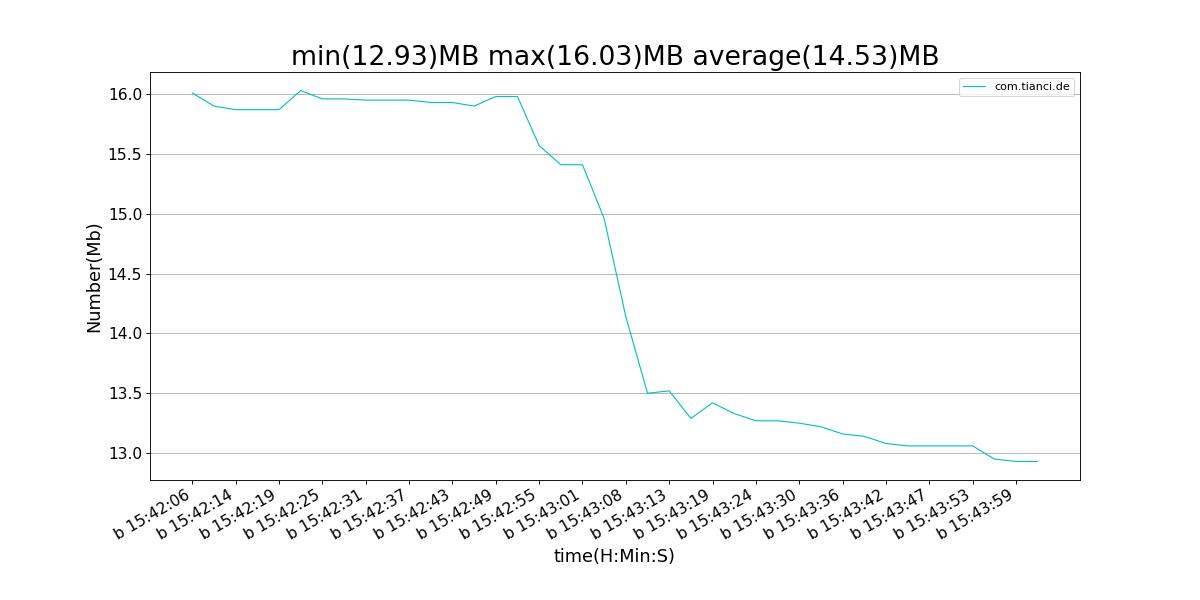 min(12.93)MB max(16.03)MB average(14.53)MB
com.tianci.de
16.0
15.5
15.0
14.5
14.0
13.5
13.0
Number(Mb)
b 15:42:06
b 15:42:14
b 15:42:19
b 15:42:25
b 15:42:31
b 15:42:37
b 15:42:43
b 15:42:49
b 15:42:55
b 15:43:01
b 15:43:08
b 15:43:13
b 15:43:19
b 15:43:24
b 15:43:30
b 15:43:36
b 15:43:42
b 15:43:47
b 15:43:53
b 15:43:59
time(H:Min:S)